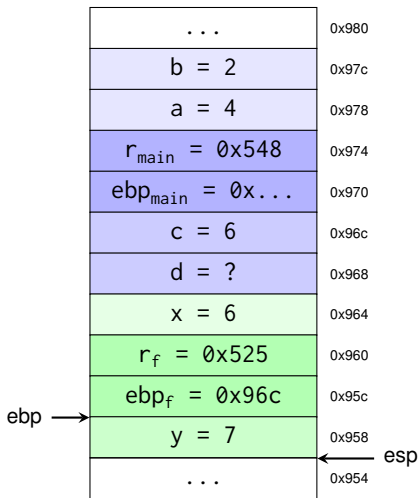 ... 0x980
b = 2 0x97c
a = 4 0x978
r_main = 0x548 0x974
ebp_main = 0x... 0x970
c = 6 0x96c
d = ? 0x968
x = 6 0x964
r_f = 0x525 0x960
ebp_f = 0x96c 0x95c
ebp
y = 7 0x958
esp
... 0x954